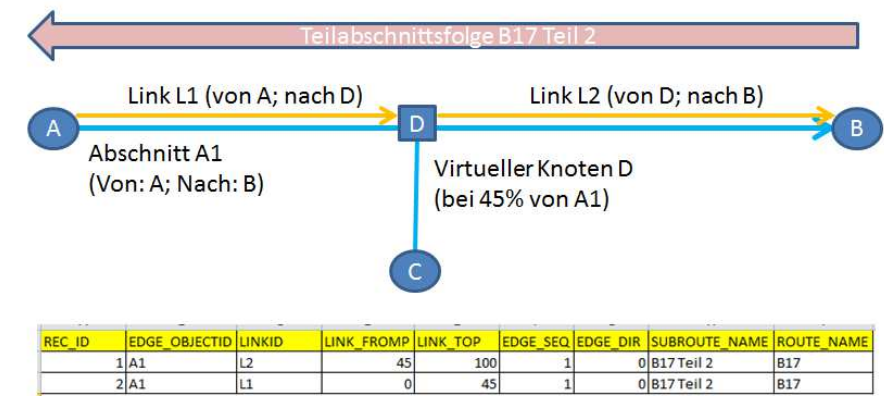 Teilabschnittsfolge B17 Teil 2
Link L1 (von A; nach D)
Link L2 (von D; nach B)
A
D
B
Abschnitt A1
(Von: A; Nach: B)
Virtueller Knoten D
(bei 45% von A1)
C
REC_ID EDGE_OBJECTID LINKID LINK_FROMP LINK_TOP EDGE_SEQ EDGE_DIR SUBROUTE_NAME ROUTE_NAME
1 A1 L2 45 100 1 0 B17 Teil 2 B17
2 A1 L1 0 45 1 0 B17 Teil 2 B17